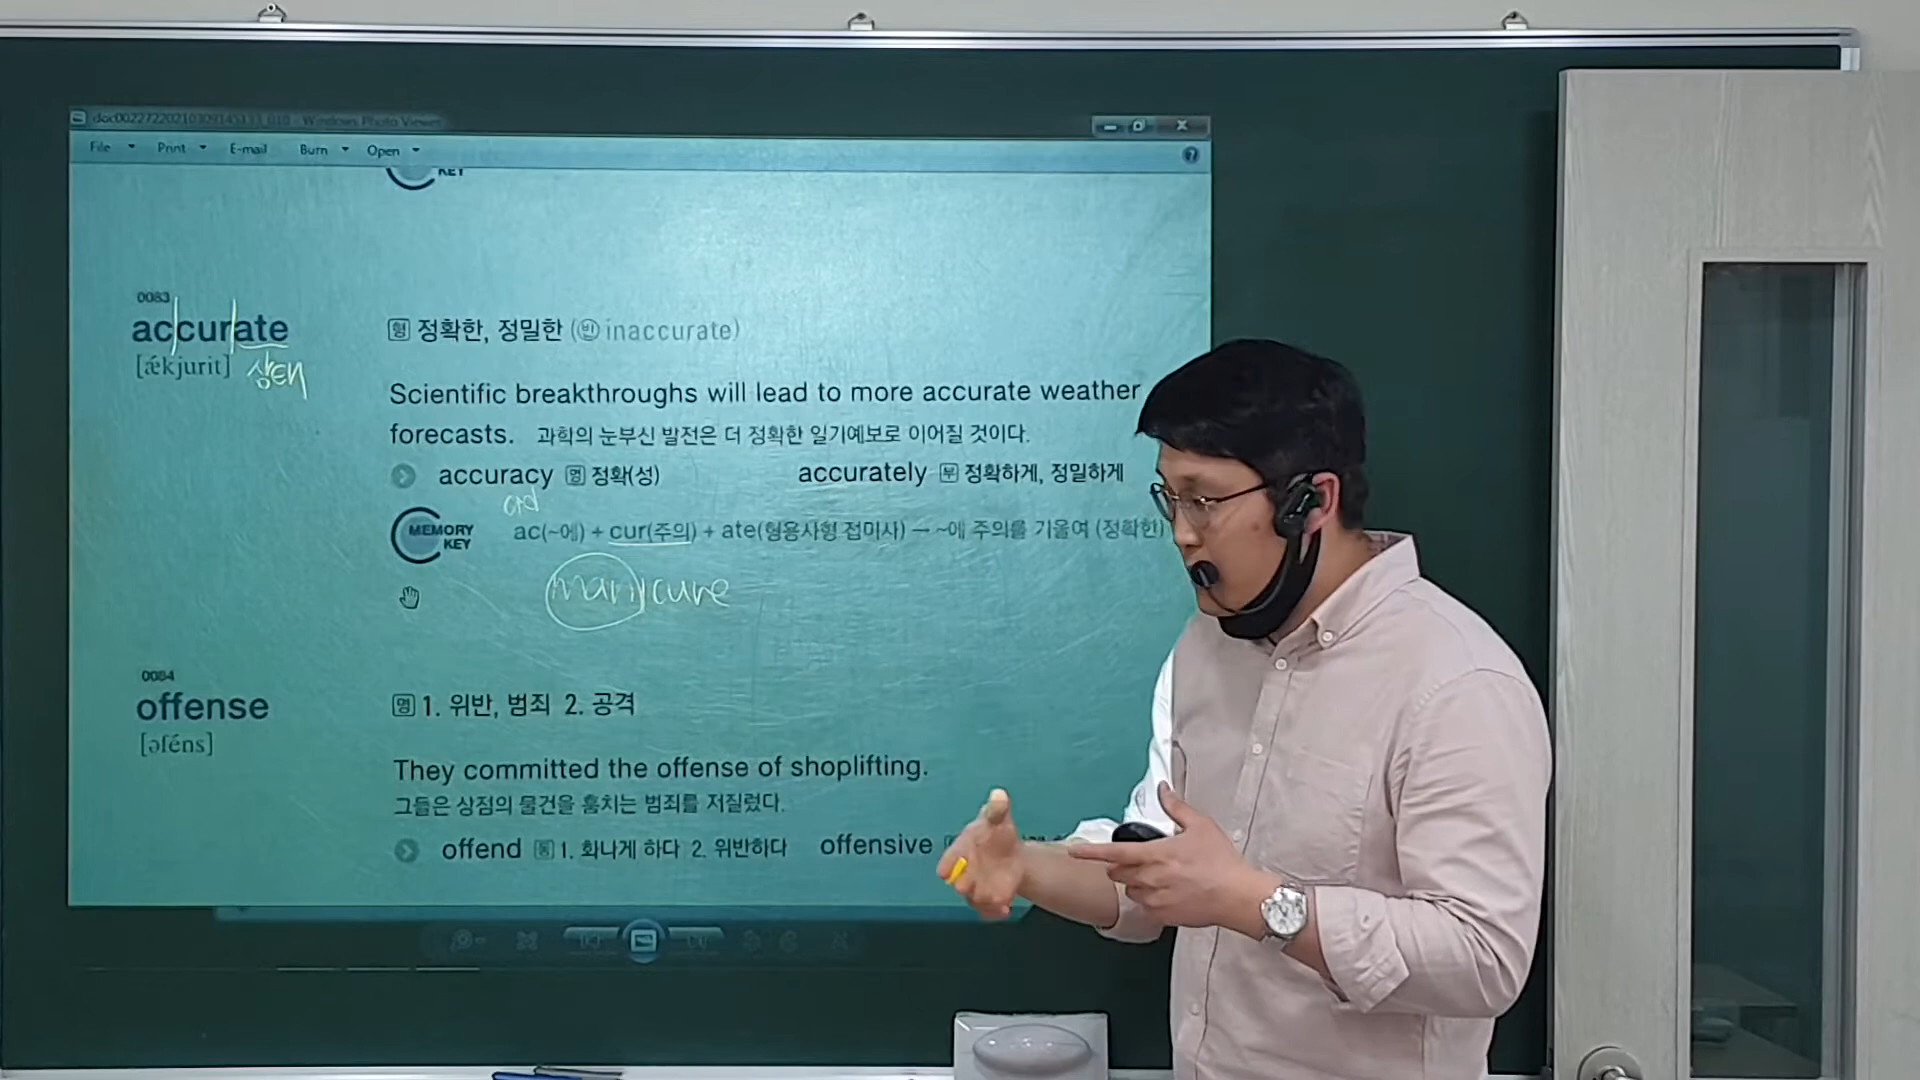 doc00227220210309145133_010 - Windows Photo Viewer
File Print E-mail Burn Open
KEY
0083
accurate
[ǽkjurit]
상태
형 정확한, 정밀한 (반 inaccurate)
Scientific breakthroughs will lead to more accurate weather
forecasts. 과학의 눈부신 발전은 더 정확한 일기예보로 이어질 것이다.
accuracy 명 정확(성) accurately 부 정확하게, 정밀하게
MEMORY KEY ac(~에) + cur(주의) + ate(형용사형 접미사) → ~에 주의를 기울여 (정확한)
manicure
0084
offense
[əféns]
명 1. 위반, 범죄 2. 공격
They committed the offense of shoplifting.
그들은 상점의 물건을 훔치는 범죄를 저질렀다.
offend 동 1. 화나게 하다 2. 위반하다 offensive